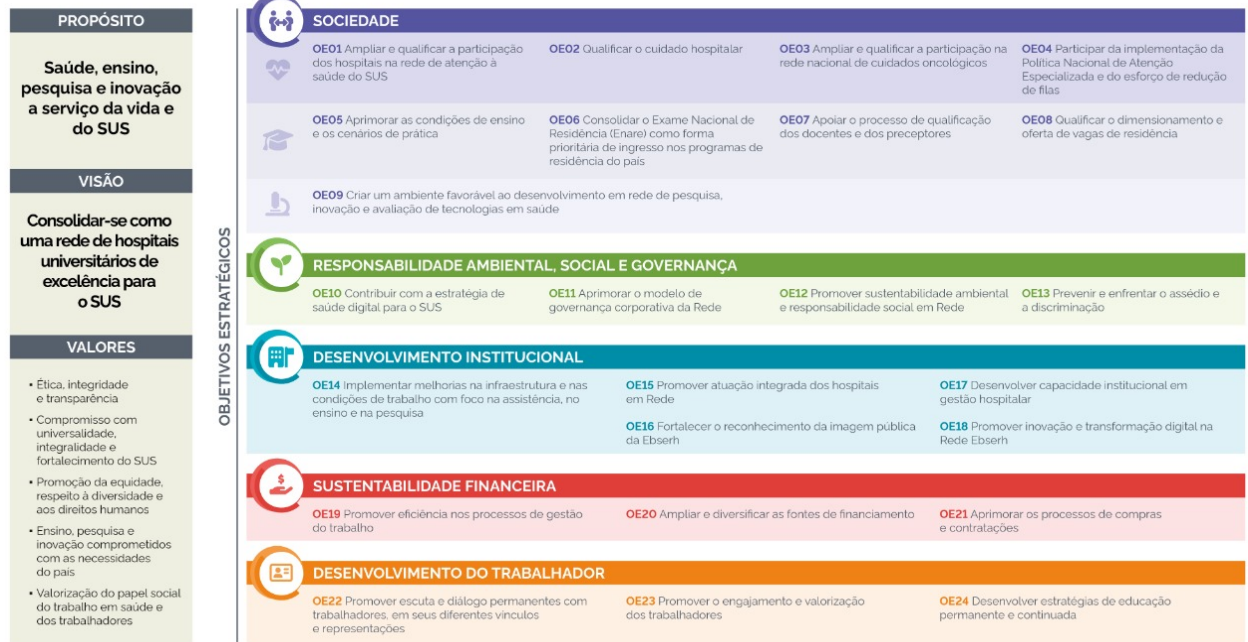 PROPÓSITO
Saúde, ensino,
pesquisa e inovação
a serviço da vida e
do SUS
VISÃO
Consolidar-se como
uma rede de hospitais
universitários de
excelência para
o SUS
VALORES
• Ética, integridade
e transparência
• Compromisso com
universalidade,
integralidade e
fortalecimento do SUS
• Promoção da equidade,
respeito à diversidade e
aos direitos humanos
• Ensino, pesquisa e
inovação comprometidos
com as necessidades
do país
• Valorização do papel social
do trabalho em saúde e
dos trabalhadores
OBJETIVOS ESTRATÉGICOS
SOCIEDADE
OE01 Ampliar e qualificar a participação
dos hospitais na rede de atenção à
saúde do SUS
OE02 Qualificar o cuidado hospitalar
OE03 Ampliar e qualificar a participação na
rede nacional de cuidados oncológicos
OE04 Participar da implementação da
Política Nacional de Atenção
Especializada e do esforço de redução
de filas
OE05 Aprimorar as condições de ensino
e os cenários de prática
OE06 Consolidar o Exame Nacional de
Residência (Enare) como forma
prioritária de ingresso nos programas de
residência do país
OE07 Apoiar o processo de qualificação
dos docentes e dos preceptores
OE08 Qualificar o dimensionamento e
oferta de vagas de residência
OE09 Criar um ambiente favorável ao desenvolvimento em rede de pesquisa,
inovação e avaliação de tecnologias em saúde
RESPONSABILIDADE AMBIENTAL, SOCIAL E GOVERNANÇA
OE10 Contribuir com a estratégia de
saúde digital para o SUS
OE11 Aprimorar o modelo de
governança corporativa da Rede
OE12 Promover sustentabilidade ambiental
e responsabilidade social em Rede
OE13 Prevenir e enfrentar o assédio e
a discriminação
DESENVOLVIMENTO INSTITUCIONAL
OE14 Implementar melhorias na infraestrutura e nas
condições de trabalho com foco na assistência, no
ensino e na pesquisa
OE15 Promover atuação integrada dos hospitais
em Rede
OE16 Fortalecer o reconhecimento da imagem pública
da Ebserh
OE17 Desenvolver capacidade institucional em
gestão hospitalar
OE18 Promover inovação e transformação digital na
Rede Ebserh
SUSTENTABILIDADE FINANCEIRA
OE19 Promover eficiência nos processos de gestão
do trabalho
OE20 Ampliar e diversificar as fontes de financiamento
OE21 Aprimorar os processos de compras
e contratações
DESENVOLVIMENTO DO TRABALHADOR
OE22 Promover escuta e diálogo permanentes com
trabalhadores, em seus diferentes vínculos
e representações
OE23 Promover o engajamento e valorização
dos trabalhadores
OE24 Desenvolver estratégias de educação
permanente e continuada